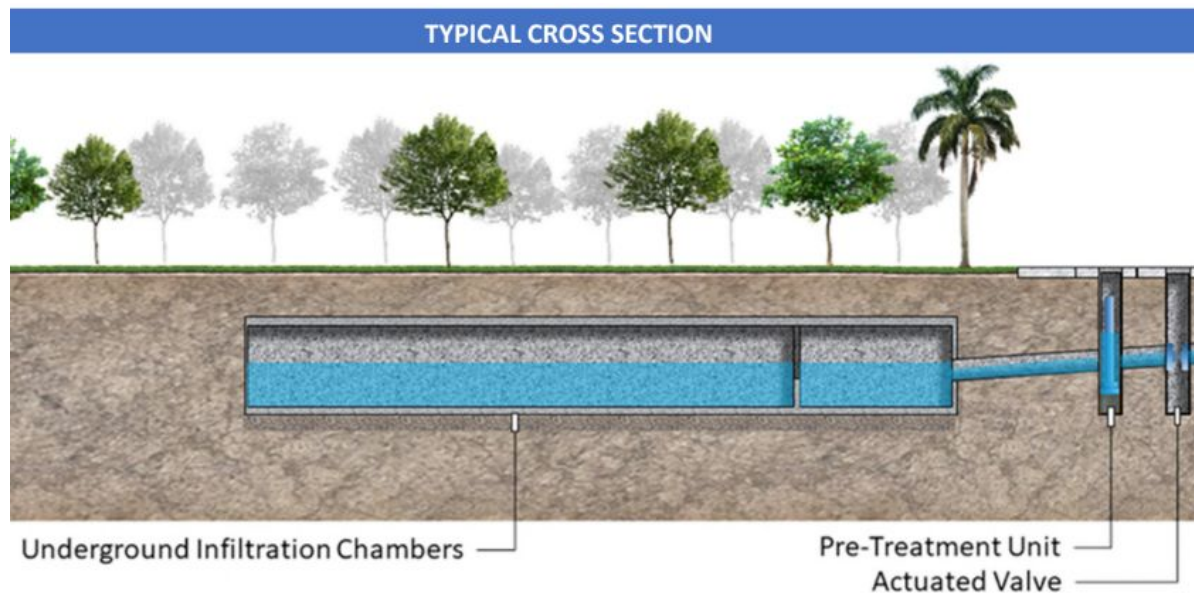 TYPICAL CROSS SECTION
Underground Infiltration Chambers
Pre-Treatment Unit
Actuated Valve